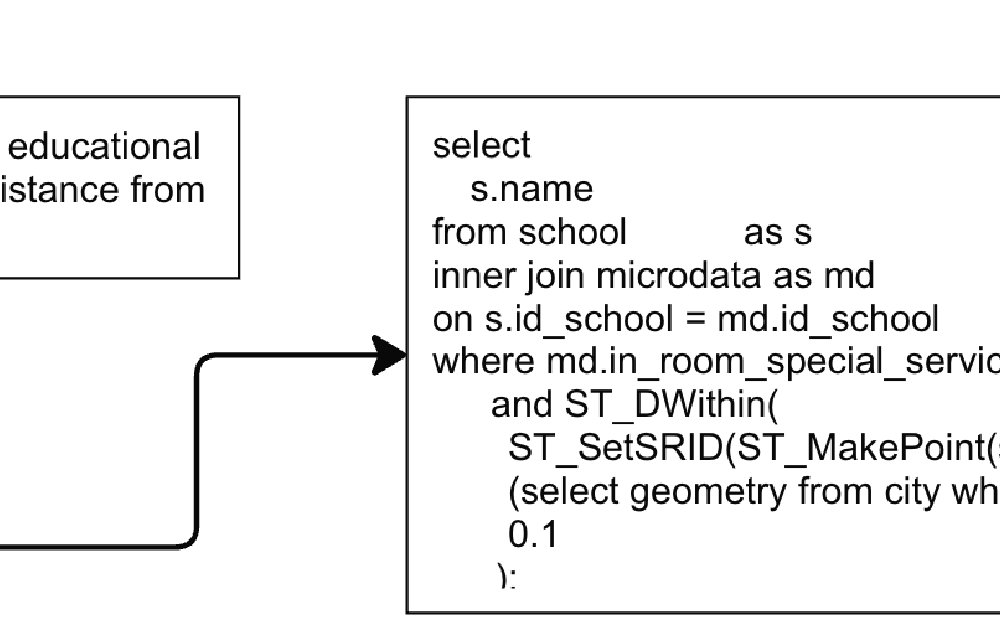 educational
istance from
select
s.name
from school as s
inner join microdata as md
on s.id_school = md.id_school
where md.in_room_special_servic
and ST_DWithin(
ST_SetSRID(ST_MakePoint(s
(select geometry from city wh
0.1
);